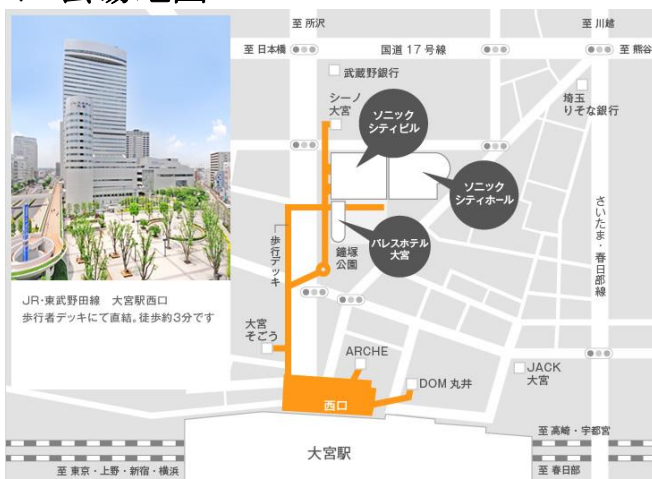 至 所沢
至 川越
至 日本橋
国道17号線
至 熊谷
武蔵野銀行
シーノ
大宮
ソニック
シティビル
埼玉
りそな銀行
ソニック
シティホール
さいたま・春日部線
パレスホテル
大宮
鐘塚
公園
歩行デッキ
JR・東武野田線 大宮駅西口
歩行者デッキにて直結。徒歩約3分です
大宮
そごう
ARCHE
DOM 丸井
JACK
大宮
西口
大宮駅
至 高崎・宇都宮
至 東京・上野・新宿・横浜
至 春日部